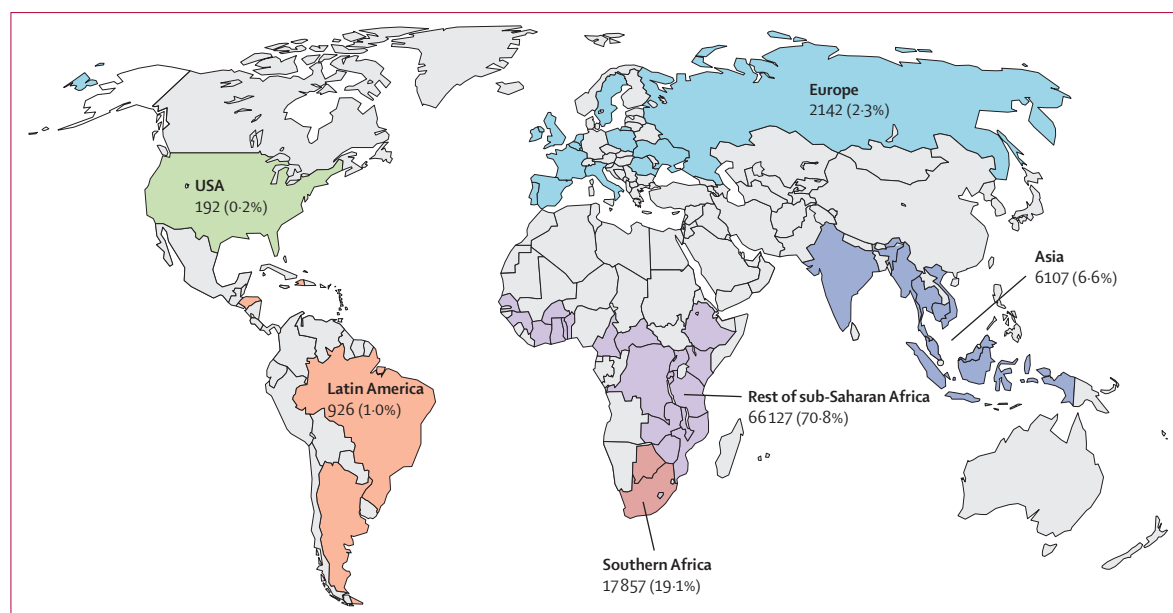 Europe
2142 (2·3%)
USA
192 (0·2%)
Asia
6107 (6·6%)
Latin America
926 (1·0%)
Rest of sub-Saharan Africa
66127 (70·8%)
Southern Africa
17857 (19·1%)